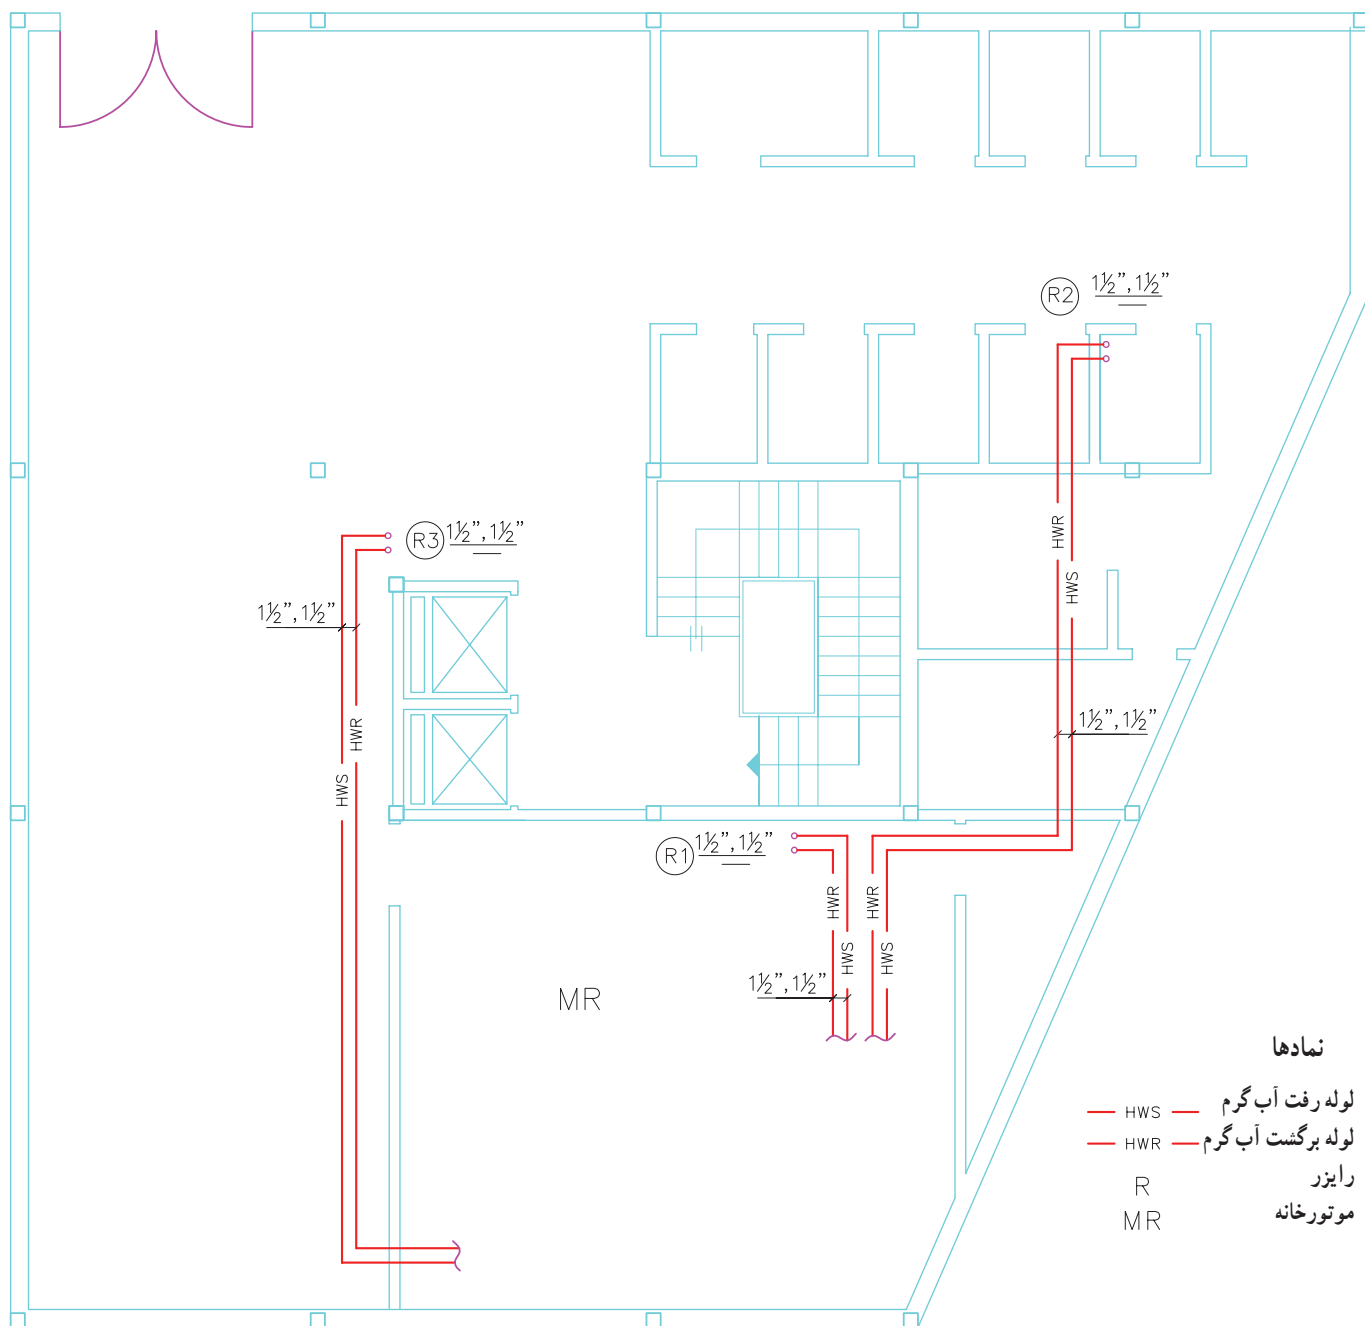 R2 1½", 1½"
R3 1½", 1½"
HWR
HWS
1½", 1½"
HWR
1½", 1½"
HWS
R1 1½", 1½"
HWR
HWR
HWS
HWS
1½", 1½"
MR
نمادها
لوله رفت آب گرم HWS
لوله برگشت آب گرم HWR
رایزر R
موتورخانه MR